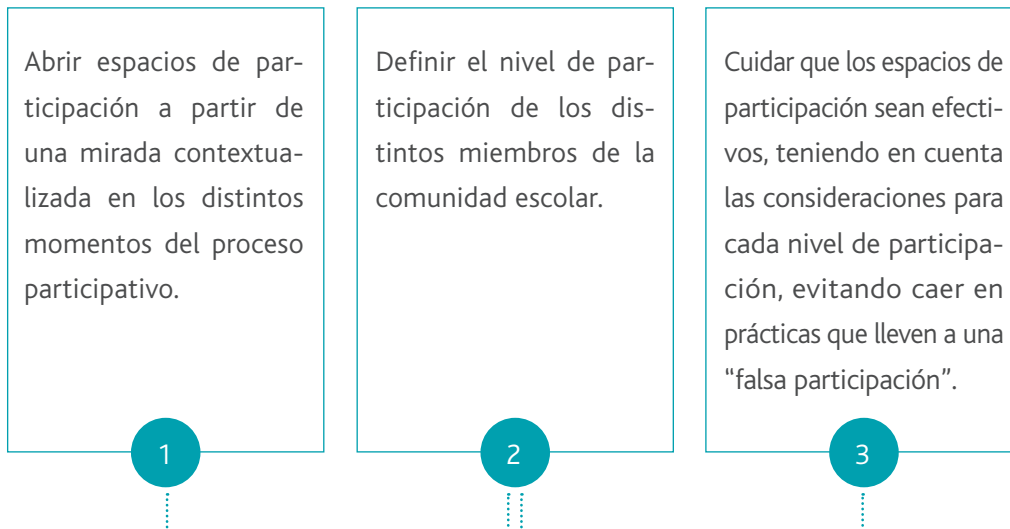 Abrir espacios de par-
ticipación a partir de
una mirada contextua-
lizada en los distintos
momentos del proceso
participativo.
1
Definir el nivel de par-
ticipación de los dis-
tintos miembros de la
comunidad escolar.
2
Cuidar que los espacios de
participación sean efecti-
vos, teniendo en cuenta
las consideraciones para
cada nivel de participa-
ción, evitando caer en
prácticas que lleven a una
“falsa participación”.
3